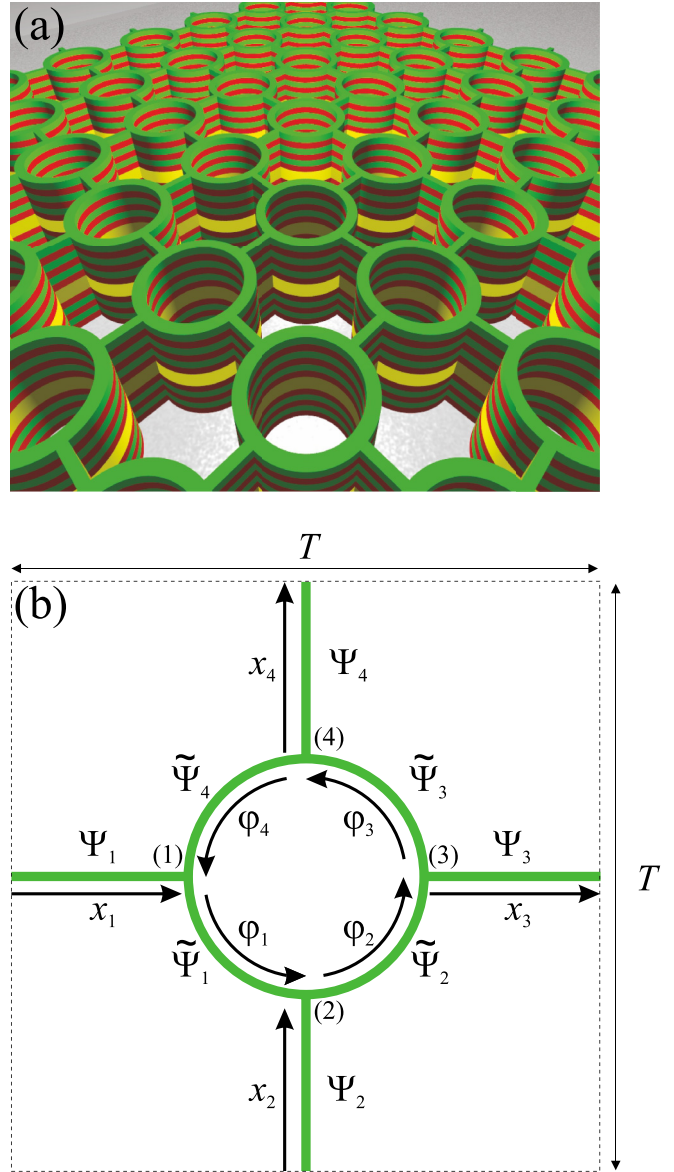 (a)
T
(b)
x₄
Ψ₄
(4)
Ψ̃₄
Ψ̃₃
φ₄
φ₃
Ψ₁
(1)
(3)
Ψ₃
T
x₁
x₃
φ₁
φ₂
Ψ̃₁
Ψ̃₂
(2)
x₂
Ψ₂